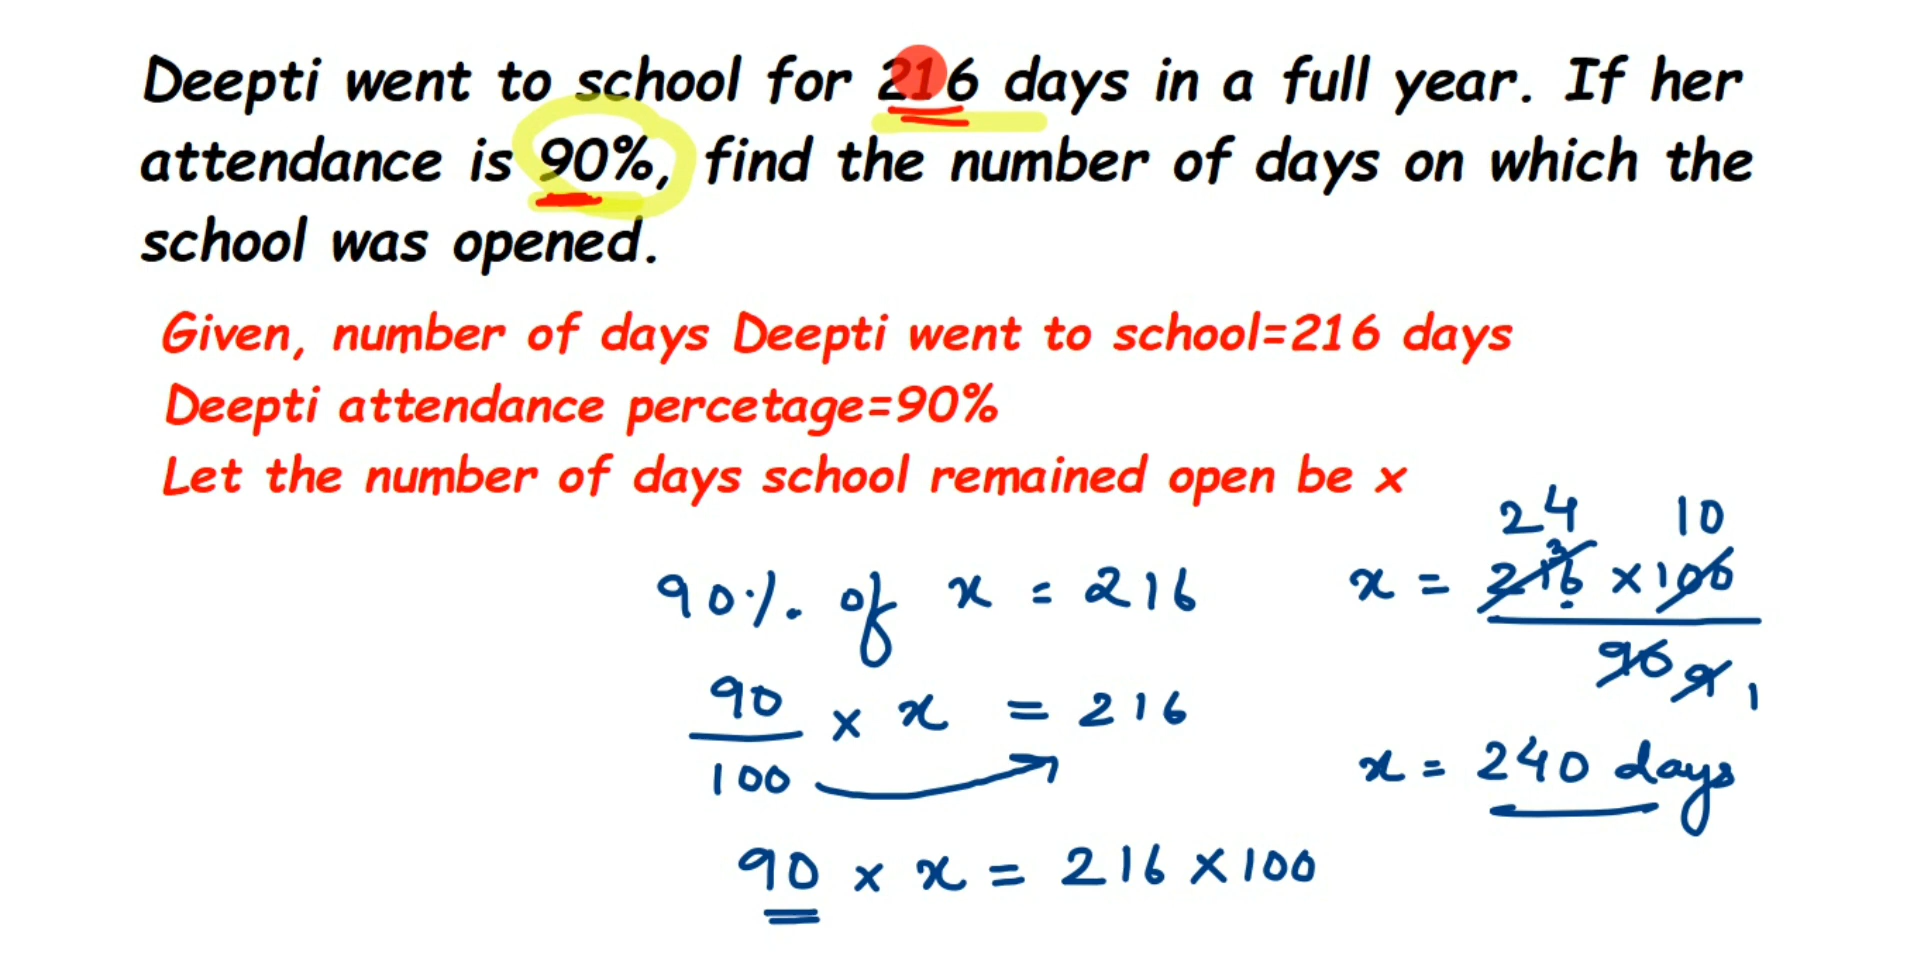 Deepti went to school for 216 days in a full year. If her
attendance is 90%, find the number of days on which the
school was opened.
Given, number of days Deepti went to school=216 days
Deepti attendance percetage=90%
Let the number of days school remained open be x
90% of x = 216
90
100
× x = 216
90 × x = 216 × 100
24 10
3
x = 216 × 100
90 9 1
x = 240 days